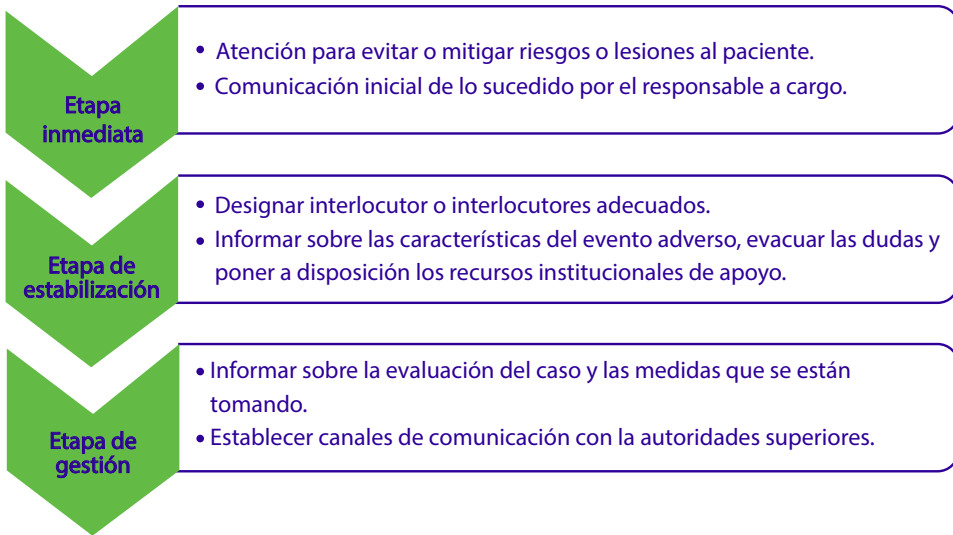 Etapa
inmediata
• Atención para evitar o mitigar riesgos o lesiones al paciente.
• Comunicación inicial de lo sucedido por el responsable a cargo.
Etapa de
estabilización
• Designar interlocutor o interlocutores adecuados.
• Informar sobre las características del evento adverso, evacuar las dudas y
poner a disposición los recursos institucionales de apoyo.
Etapa de
gestión
• Informar sobre la evaluación del caso y las medidas que se están
tomando.
• Establecer canales de comunicación con la autoridades superiores.